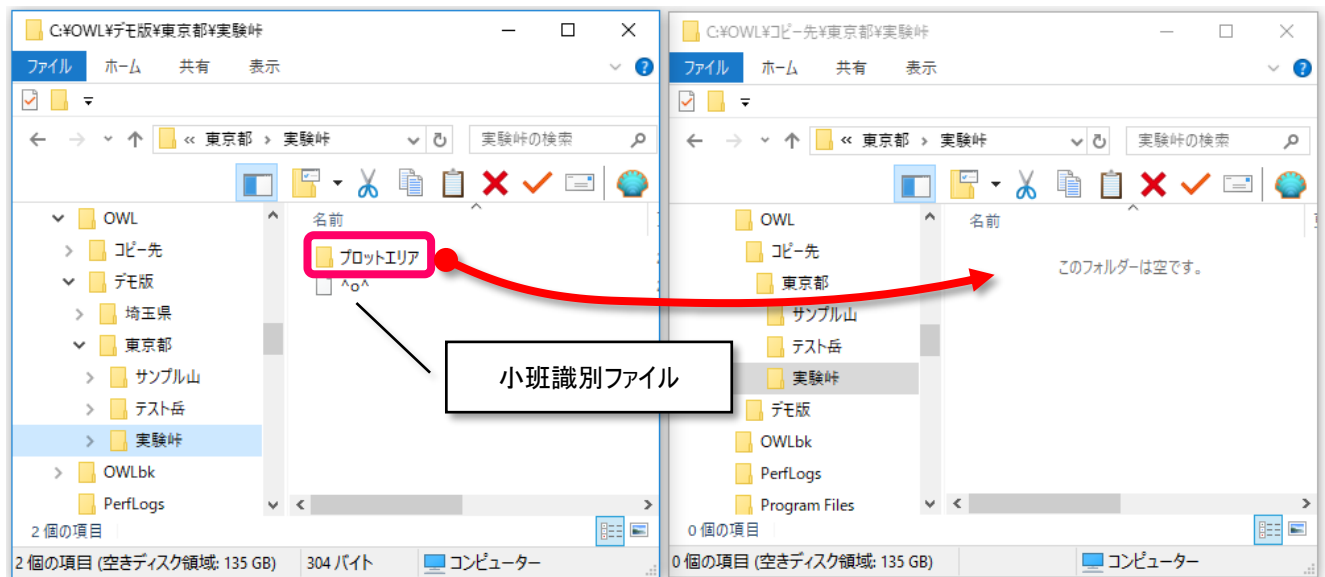 C:¥OWL¥デモ版¥東京都¥実験峠
ファイル ホーム 共有 表示
« 東京都 › 実験峠
実験峠の検索
OWL
コピー先
デモ版
埼玉県
東京都
サンプル山
テスト岳
実験峠
OWLbk
PerfLogs
名前
プロットエリア
^o^
2 個の項目
2 個の項目 (空きディスク領域: 135 GB) 304 バイト コンピューター
小班識別ファイル
C:¥OWL¥コピー先¥東京都¥実験峠
ファイル ホーム 共有 表示
« 東京都 › 実験峠
実験峠の検索
OWL
コピー先
東京都
サンプル山
テスト岳
実験峠
デモ版
OWLbk
PerfLogs
Program Files
名前
このフォルダーは空です。
0 個の項目
0 個の項目 (空きディスク領域: 135 GB) コンピューター